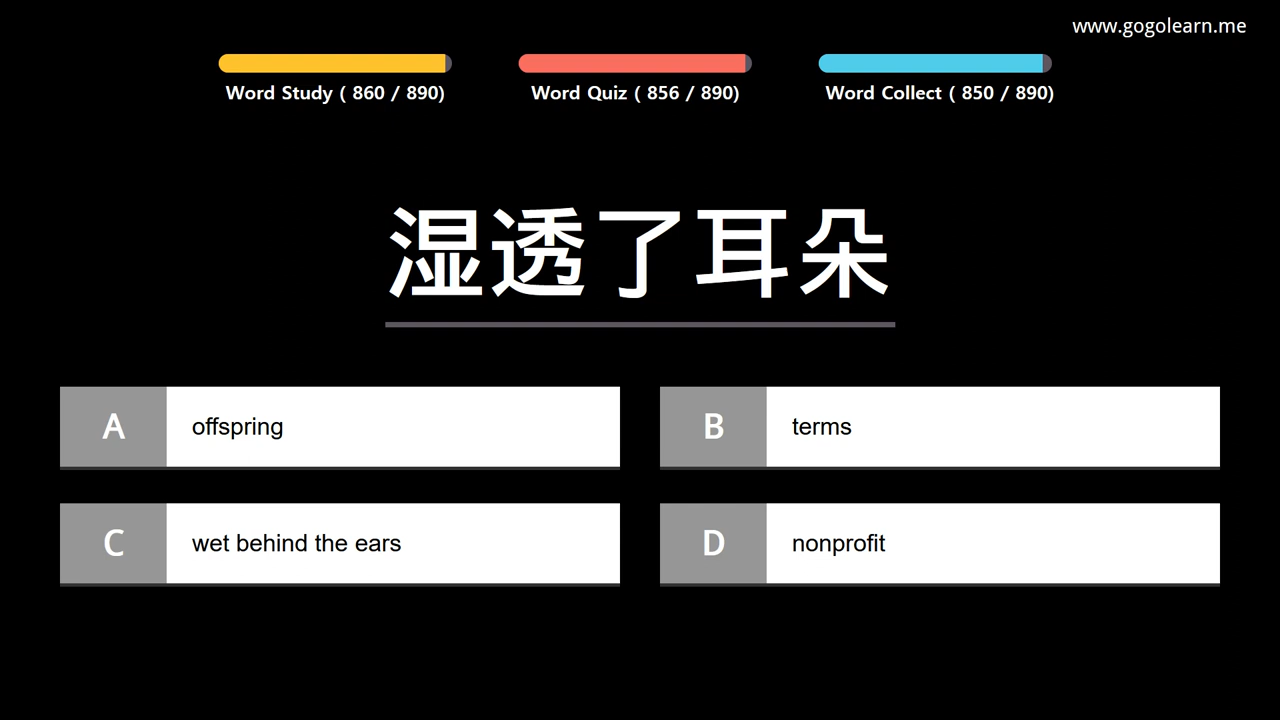 www.gogolearn.me
Word Study ( 860 / 890)
Word Quiz ( 856 / 890)
Word Collect ( 850 / 890)
湿透了耳朵
A offspring
B terms
C wet behind the ears
D nonprofit